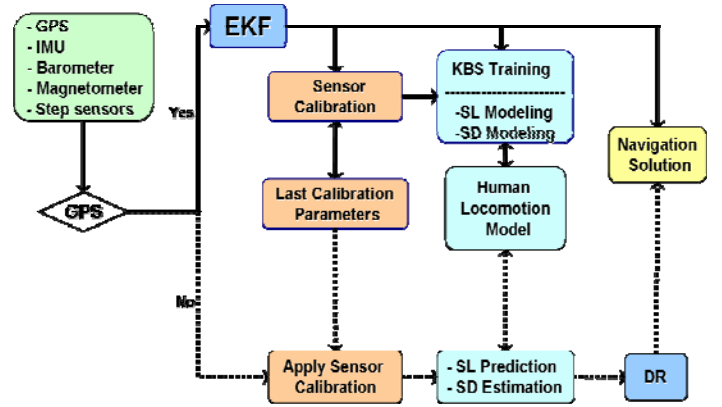 - GPS
- IMU
- Barometer
- Magnetometer
- Step sensors
EKF
Yes
Sensor
Calibration
KBS Training
-SL Modeling
-SD Modeling
Navigation
Solution
GPS
Last Calibration
Parameters
Human
Locomotion
Model
No
Apply Sensor
Calibration
- SL Prediction
- SD Estimation
DR